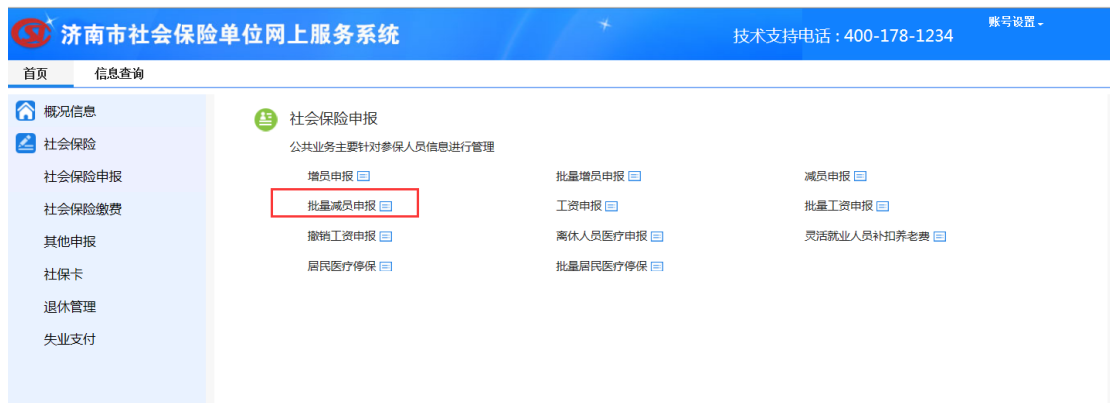 济南市社会保险单位网上服务系统
技术支持电话：400-178-1234
账号设置
首页 信息查询
概况信息
社会保险
社会保险申报
社会保险缴费
其他申报
社保卡
退休管理
失业支付
社会保险申报
公共业务主要针对参保人员信息进行管理
增员申报 批量增员申报 减员申报
批量减员申报 工资申报 批量工资申报
撤销工资申报 离休人员医疗申报 灵活就业人员补扣养老费
居民医疗停保 批量居民医疗停保